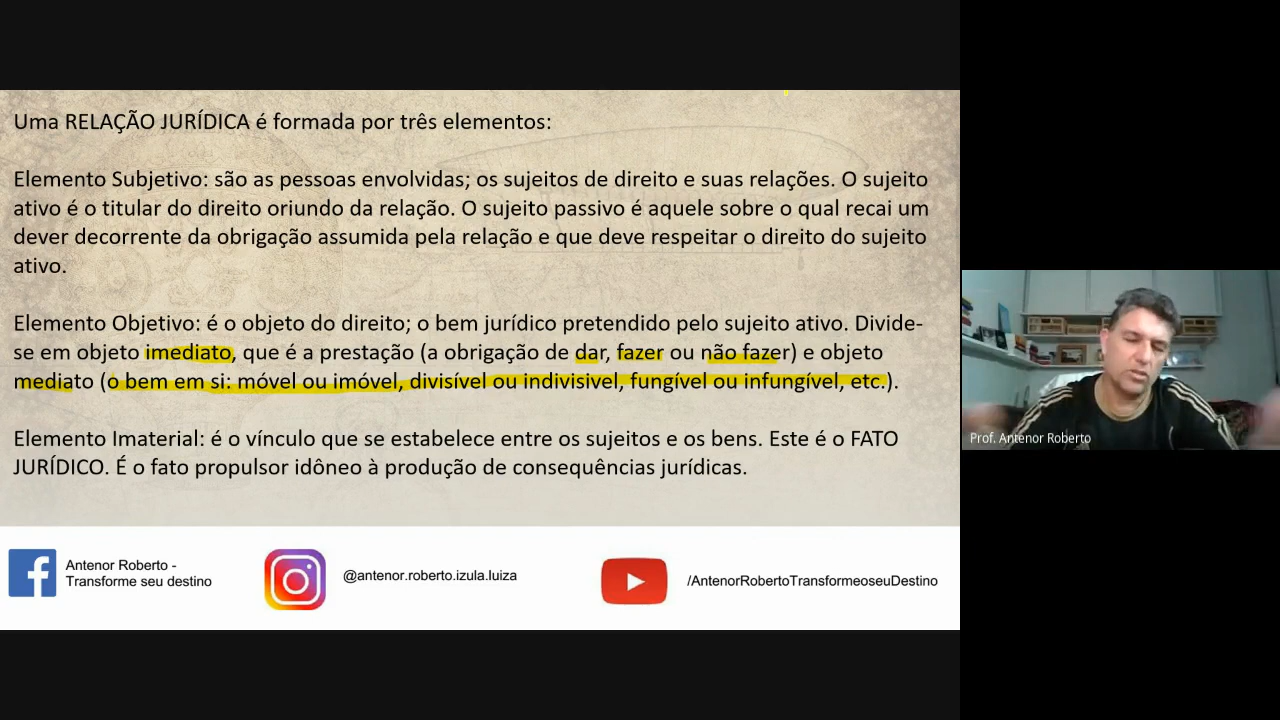 Uma RELAÇÃO JURÍDICA é formada por três elementos:
Elemento Subjetivo: são as pessoas envolvidas; os sujeitos de direito e suas relações. O sujeito
ativo é o titular do direito oriundo da relação. O sujeito passivo é aquele sobre o qual recai um
dever decorrente da obrigação assumida pela relação e que deve respeitar o direito do sujeito
ativo.
Elemento Objetivo: é o objeto do direito; o bem jurídico pretendido pelo sujeito ativo. Divide-
se em objeto imediato, que é a prestação (a obrigação de dar, fazer ou não fazer) e objeto
mediato (o bem em si: móvel ou imóvel, divisível ou indivisivel, fungível ou infungível, etc.).
Elemento Imaterial: é o vínculo que se estabelece entre os sujeitos e os bens. Este é o FATO
JURÍDICO. É o fato propulsor idôneo à produção de consequências jurídicas.
Antenor Roberto -
Transforme seu destino
@antenor.roberto.izula.luiza
/AntenorRobertoTransformeoseuDestino
Prof. Antenor Roberto